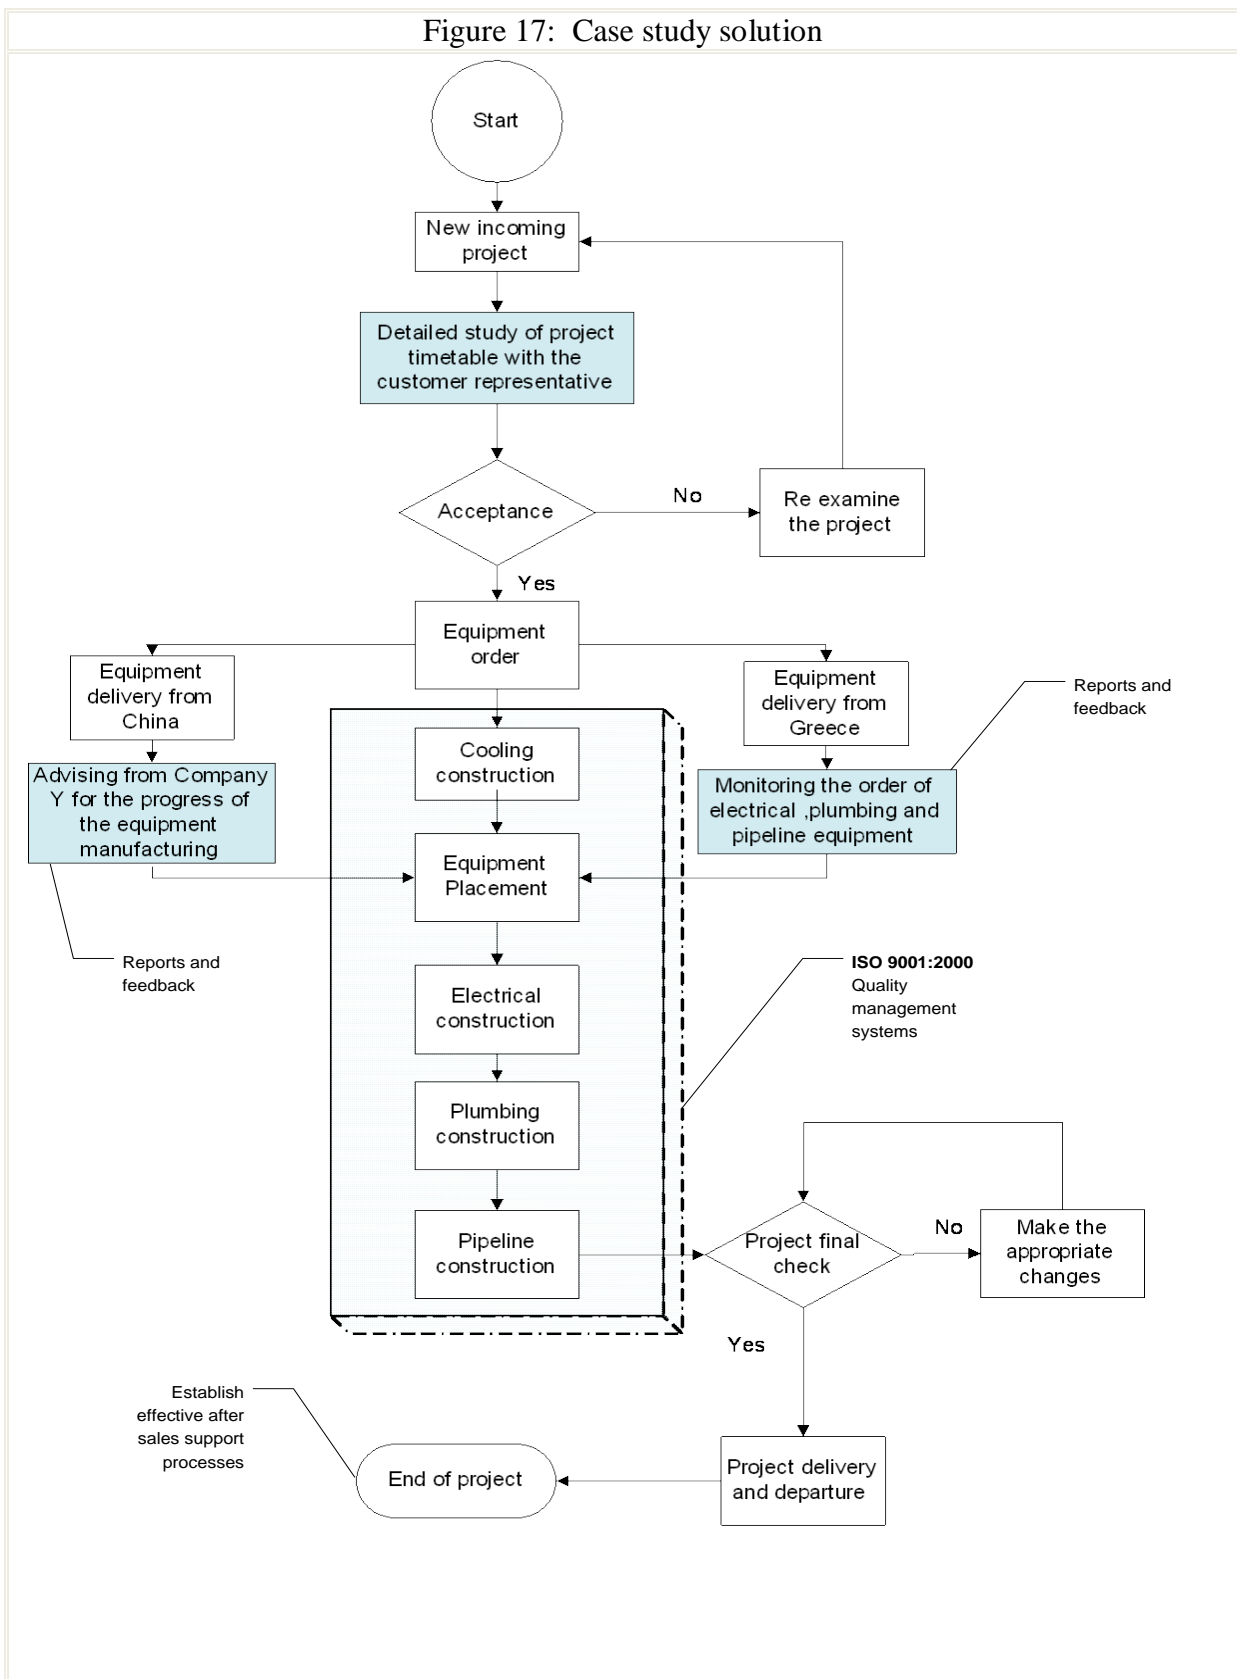 Figure 17:  Case study solution
Start
New incoming
project
Detailed study of project
timetable with the
customer representative
Acceptance
No
Re examine
the project
Yes
Equipment
order
Equipment
delivery from
China
Equipment
delivery from
Greece
Reports and
feedback
Cooling
construction
Advising from Company
Y for the progress of
the equipment
manufacturing
Monitoring the order of
electrical ,plumbing and
pipeline equipment
Equipment
Placement
Reports and
feedback
ISO 9001:2000
Quality
management
systems
Electrical
construction
Plumbing
construction
Pipeline
construction
Project final
check
No
Make the
appropriate
changes
Yes
Establish
effective after
sales support
processes
End of project
Project delivery
and departure